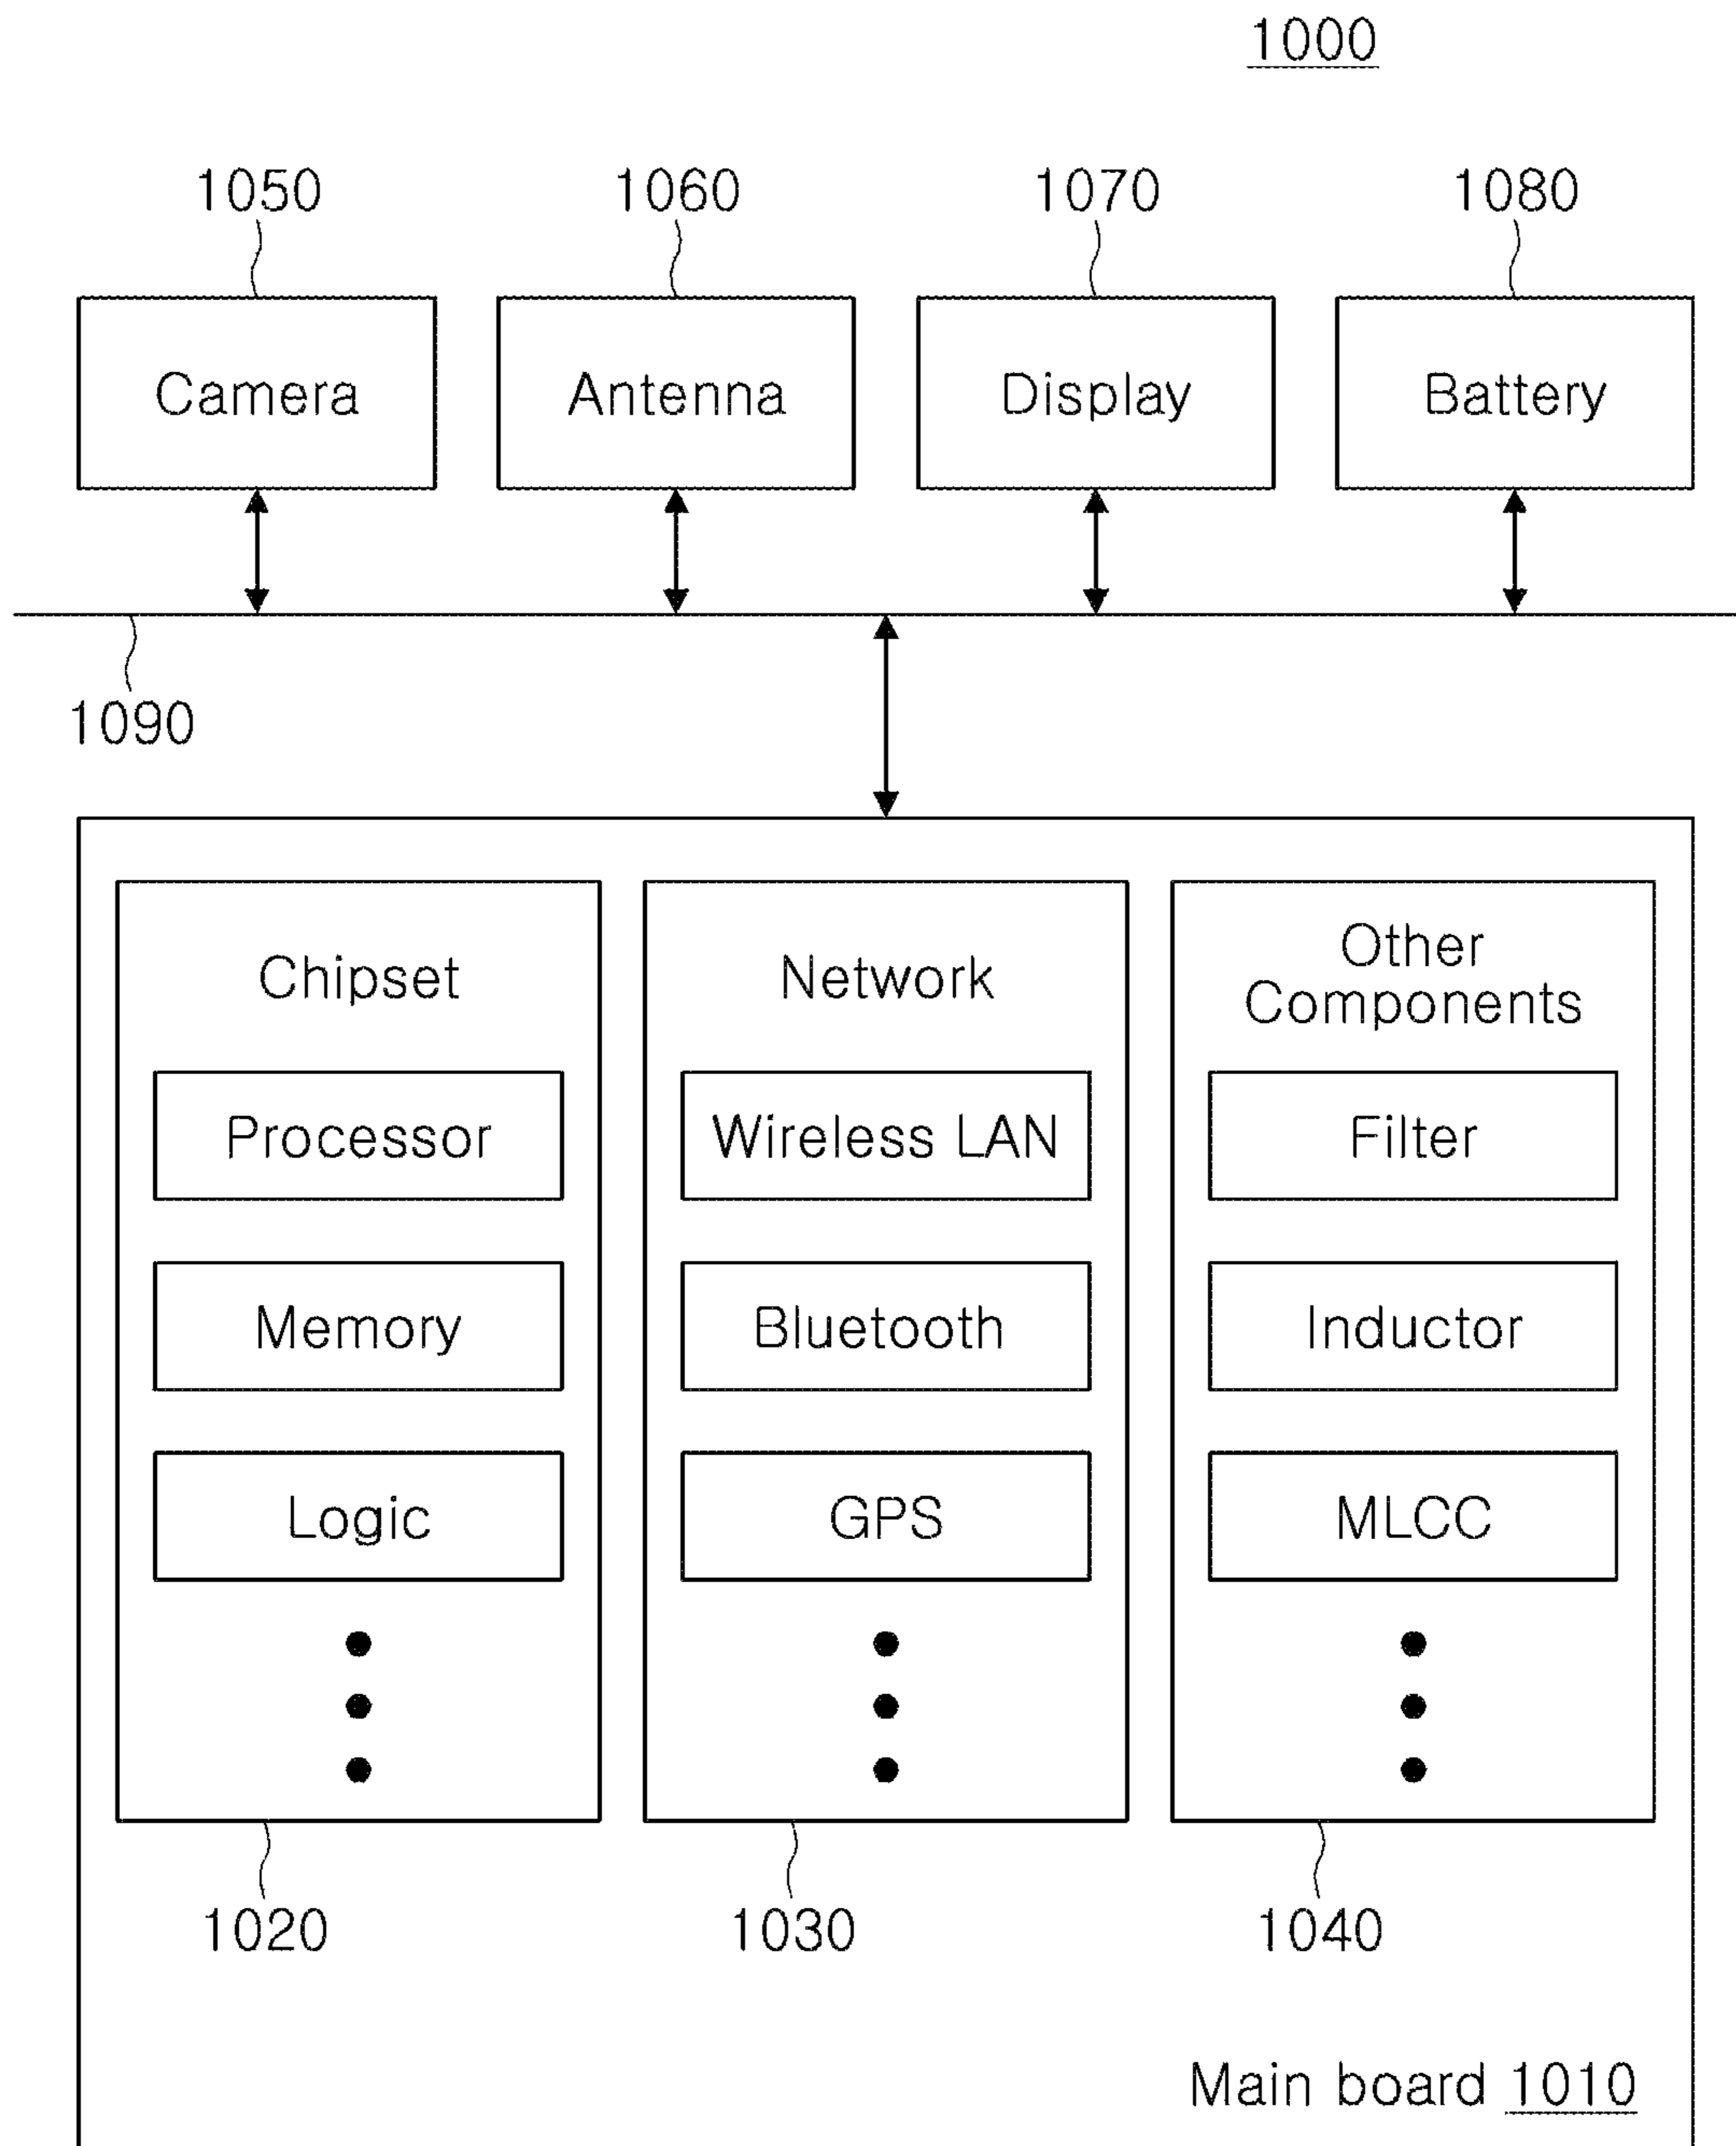 1000
1050 1060 1070 1080
Camera Antenna Display Battery
1090
Chipset
Processor
Memory
Logic
1020
Network
Wireless LAN
Bluetooth
GPS
1030
Other
Components
Filter
Inductor
MLCC
1040
Main board 1010